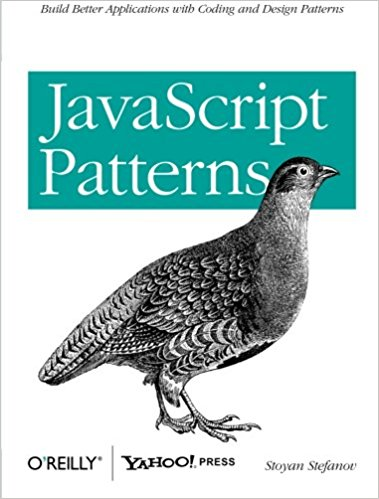 Build Better Applications with Coding and Design Patterns
JavaScript
Patterns
O'REILLY®
YAHOO! PRESS
Stoyan Stefanov